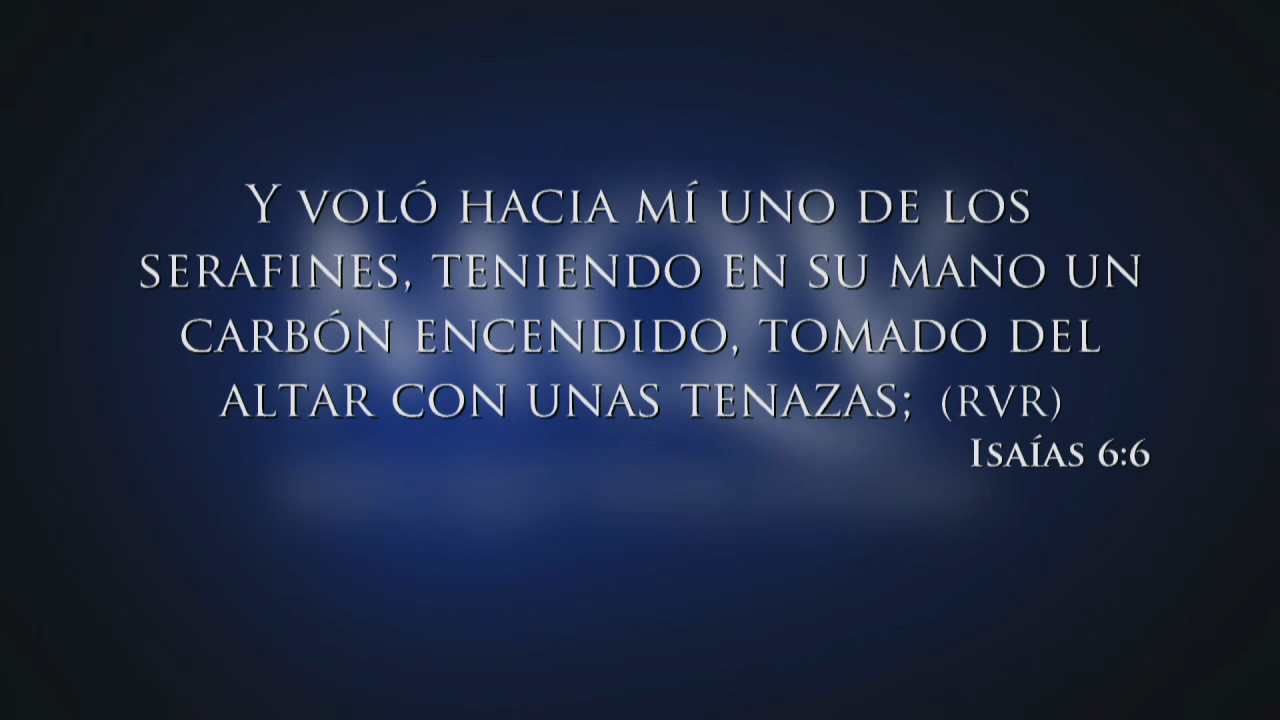 Y VOLÓ HACIA MÍ UNO DE LOS
SERAFINES, TENIENDO EN SU MANO UN
CARBÓN ENCENDIDO, TOMADO DEL
ALTAR CON UNAS TENAZAS; (RVR)
ISAÍAS 6:6